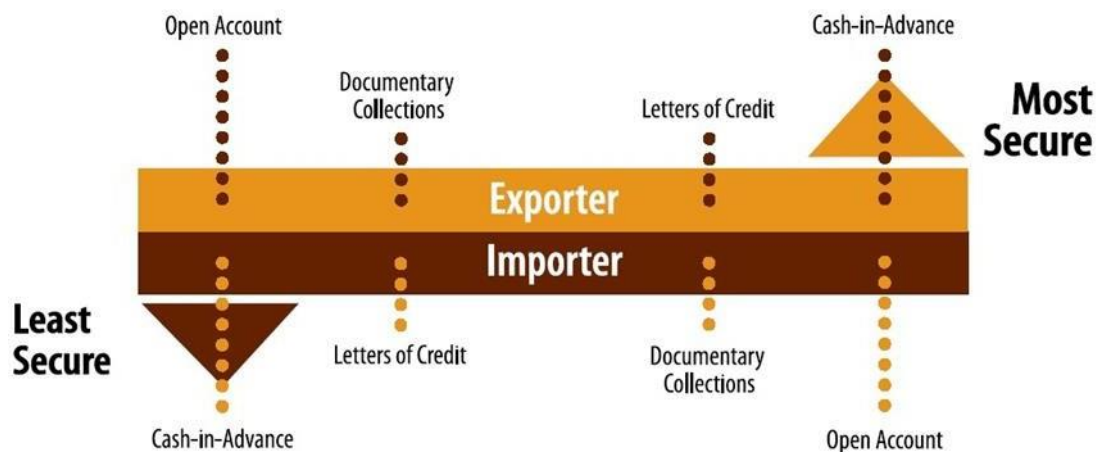 Open Account
Cash-in-Advance
Documentary
Collections
Letters of Credit
Most
Secure
Exporter
Importer
Least
Secure
Letters of Credit
Documentary
Collections
Cash-in-Advance
Open Account